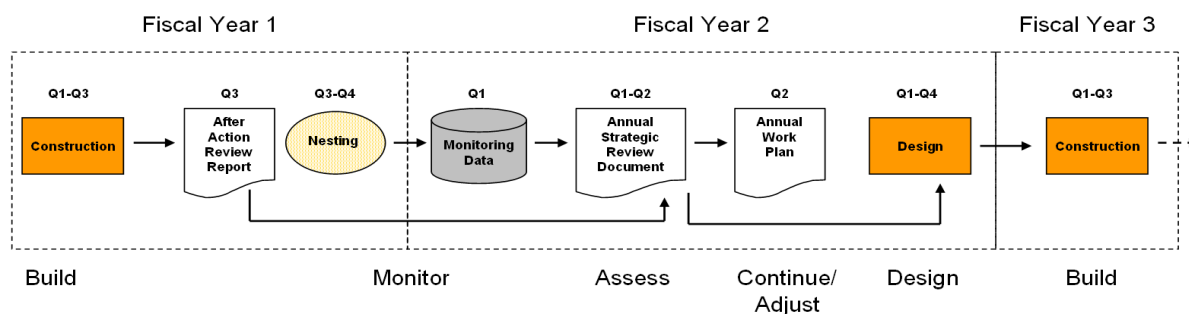 Fiscal Year 1
Fiscal Year 2
Fiscal Year 3
Q1-Q3
Q3
Q3-Q4
Q1
Q1-Q2
Q2
Q1-Q4
Q1-Q3
Construction
After
Action
Review
Report
Nesting
Monitoring
Data
Annual
Strategic
Review
Document
Annual
Work
Plan
Design
Construction
Build
Monitor
Assess
Continue/
Adjust
Design
Build